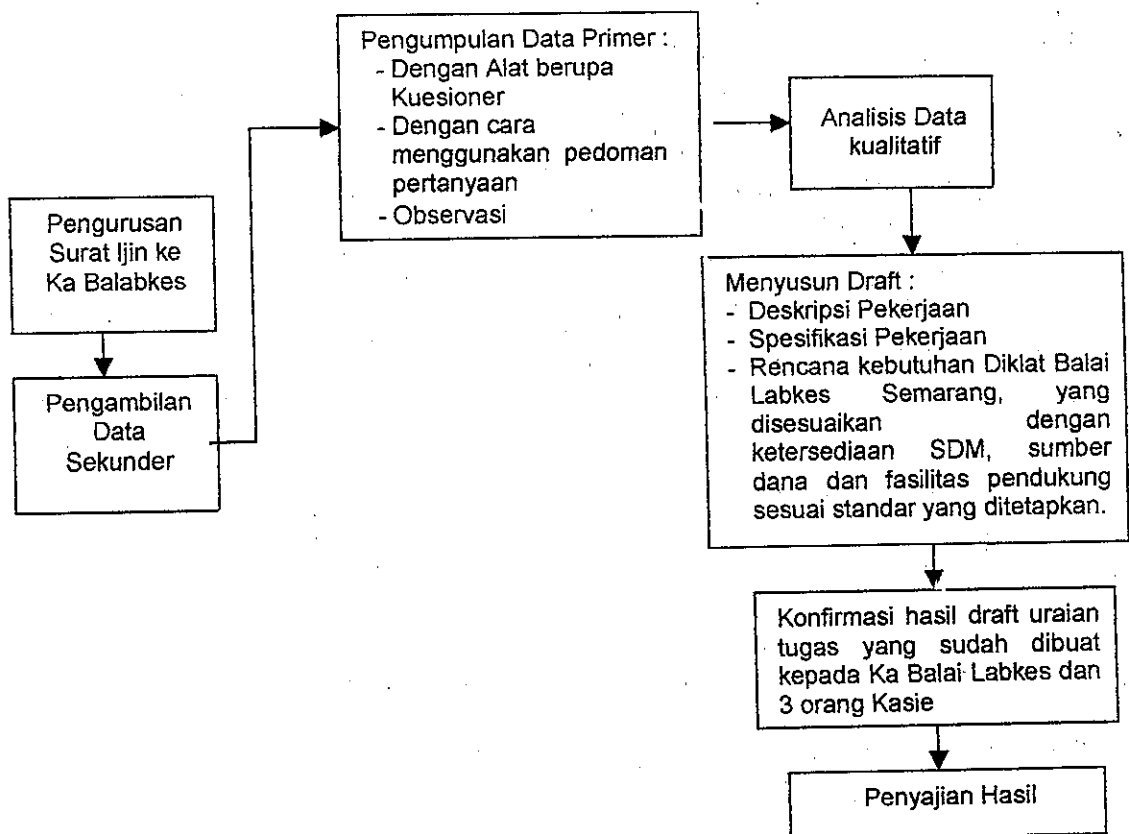 Pengurusan
Surat Ijin ke
Ka Balabkes
Pengambilan
Data
Sekunder
Pengumpulan Data Primer :
- Dengan Alat berupa
Kuesioner
- Dengan cara
menggunakan pedoman
pertanyaan
- Observasi
Analisis Data
kualitatif
Menyusun Draft :
- Deskripsi Pekerjaan
- Spesifikasi Pekerjaan
- Rencana kebutuhan Diklat Balai
Labkes Semarang, yang
disesuaikan dengan
ketersediaan SDM, sumber
dana dan fasilitas pendukung
sesuai standar yang ditetapkan.
Konfirmasi hasil draft uraian
tugas yang sudah dibuat
kepada Ka Balai Labkes dan
3 orang Kasie
Penyajian Hasil